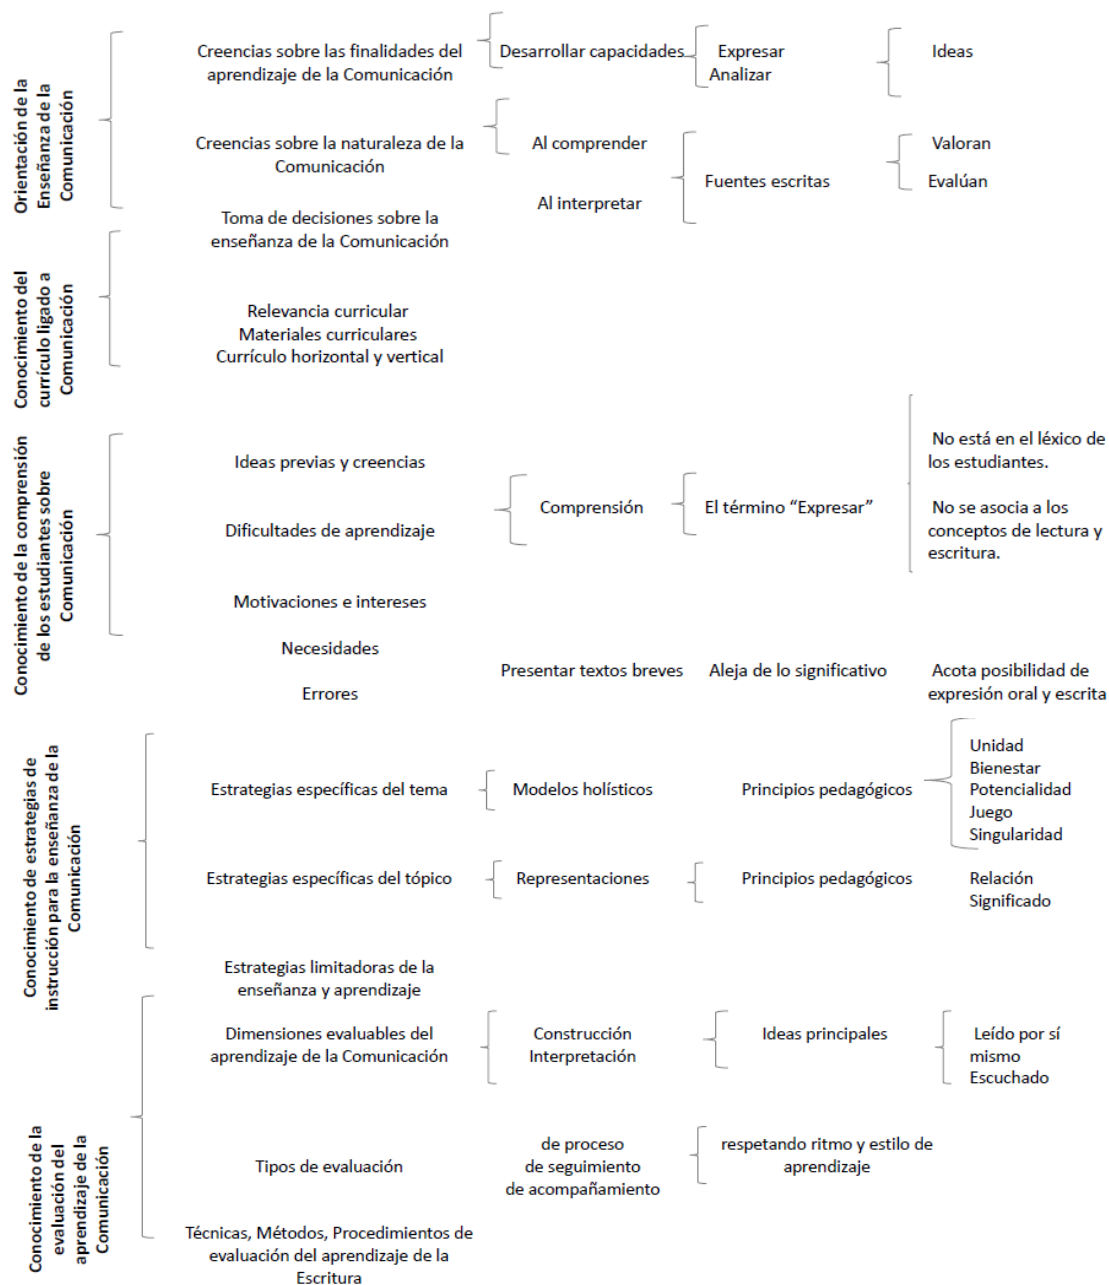 Orientación de la
Enseñanza de la
Comunicación
Creencias sobre las finalidades del
aprendizaje de la Comunicación
Desarrollar capacidades
Expresar
Analizar
Ideas
Creencias sobre la naturaleza de la
Comunicación
Al comprender
Al interpretar
Fuentes escritas
Valoran
Evalúan
Toma de decisiones sobre la
enseñanza de la Comunicación
Conocimiento del
currículo ligado a
Comunicación
Relevancia curricular
Materiales curriculares
Currículo horizontal y vertical
Conocimiento de la comprensión
de los estudiantes sobre
Comunicación
Ideas previas y creencias
Dificultades de aprendizaje
Comprensión
El término “Expresar”
No está en el léxico de
los estudiantes.
No se asocia a los
conceptos de lectura y
escritura.
Motivaciones e intereses
Necesidades
Errores
Presentar textos breves
Aleja de lo significativo
Acota posibilidad de
expresión oral y escrita
Conocimiento de estrategias de
instrucción para la enseñanza de la
Comunicación
Estrategias específicas del tema
Modelos holísticos
Principios pedagógicos
Unidad
Bienestar
Potencialidad
Juego
Singularidad
Estrategias específicas del tópico
Representaciones
Principios pedagógicos
Relación
Significado
Estrategias limitadoras de la
enseñanza y aprendizaje
Conocimiento de la
evaluación del
aprendizaje de la
Comunicación
Dimensiones evaluables del
aprendizaje de la Comunicación
Construcción
Interpretación
Ideas principales
Leído por sí
mismo
Escuchado
Tipos de evaluación
de proceso
de seguimiento
de acompañamiento
respetando ritmo y estilo de
aprendizaje
Técnicas, Métodos, Procedimientos de
evaluación del aprendizaje de la
Escritura